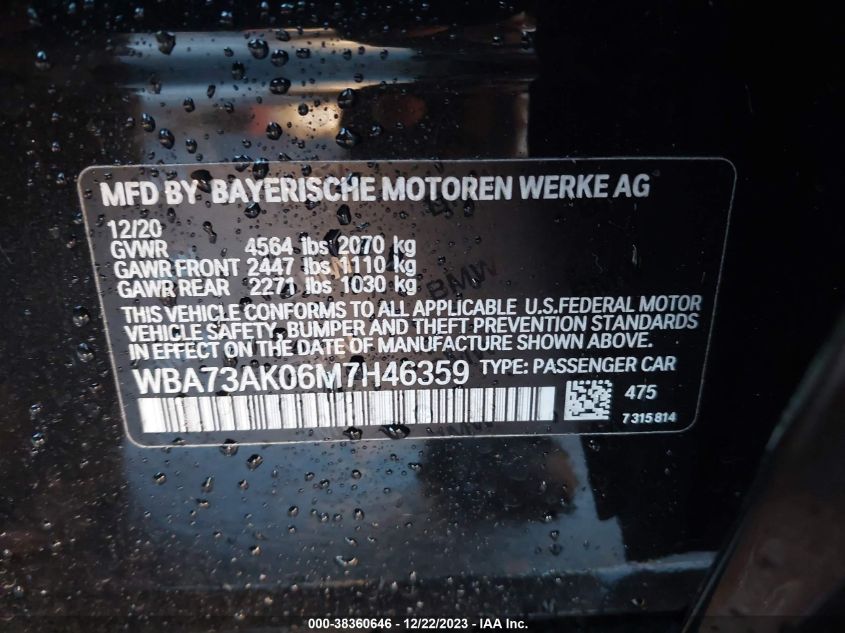 MFD BY BAYERISCHE MOTOREN WERKE AG
12/20
GVWR 4564 lbs 2070 kg
GAWR FRONT 2447 lbs 1110 kg
GAWR REAR 2271 lbs 1030 kg
THIS VEHICLE CONFORMS TO ALL APPLICABLE U.S.FEDERAL MOTOR
VEHICLE SAFETY, BUMPER AND THEFT PREVENTION STANDARDS
IN EFFECT ON THE DATE OF MANUFACTURE SHOWN ABOVE.
WBA73AK06M7H46359 TYPE: PASSENGER CAR
475
7315814
BMW
000-38360646 - 12/22/2023 - IAA Inc.